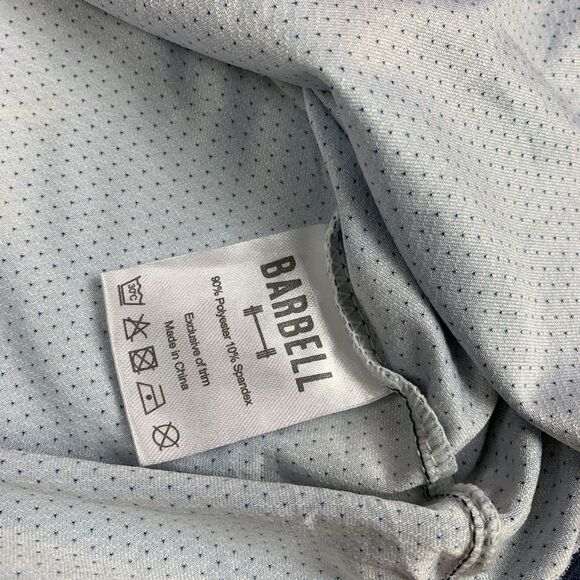 BARBELL
90% Polyester 10% Spandex
Exclusive of trim
Made in China
30°C